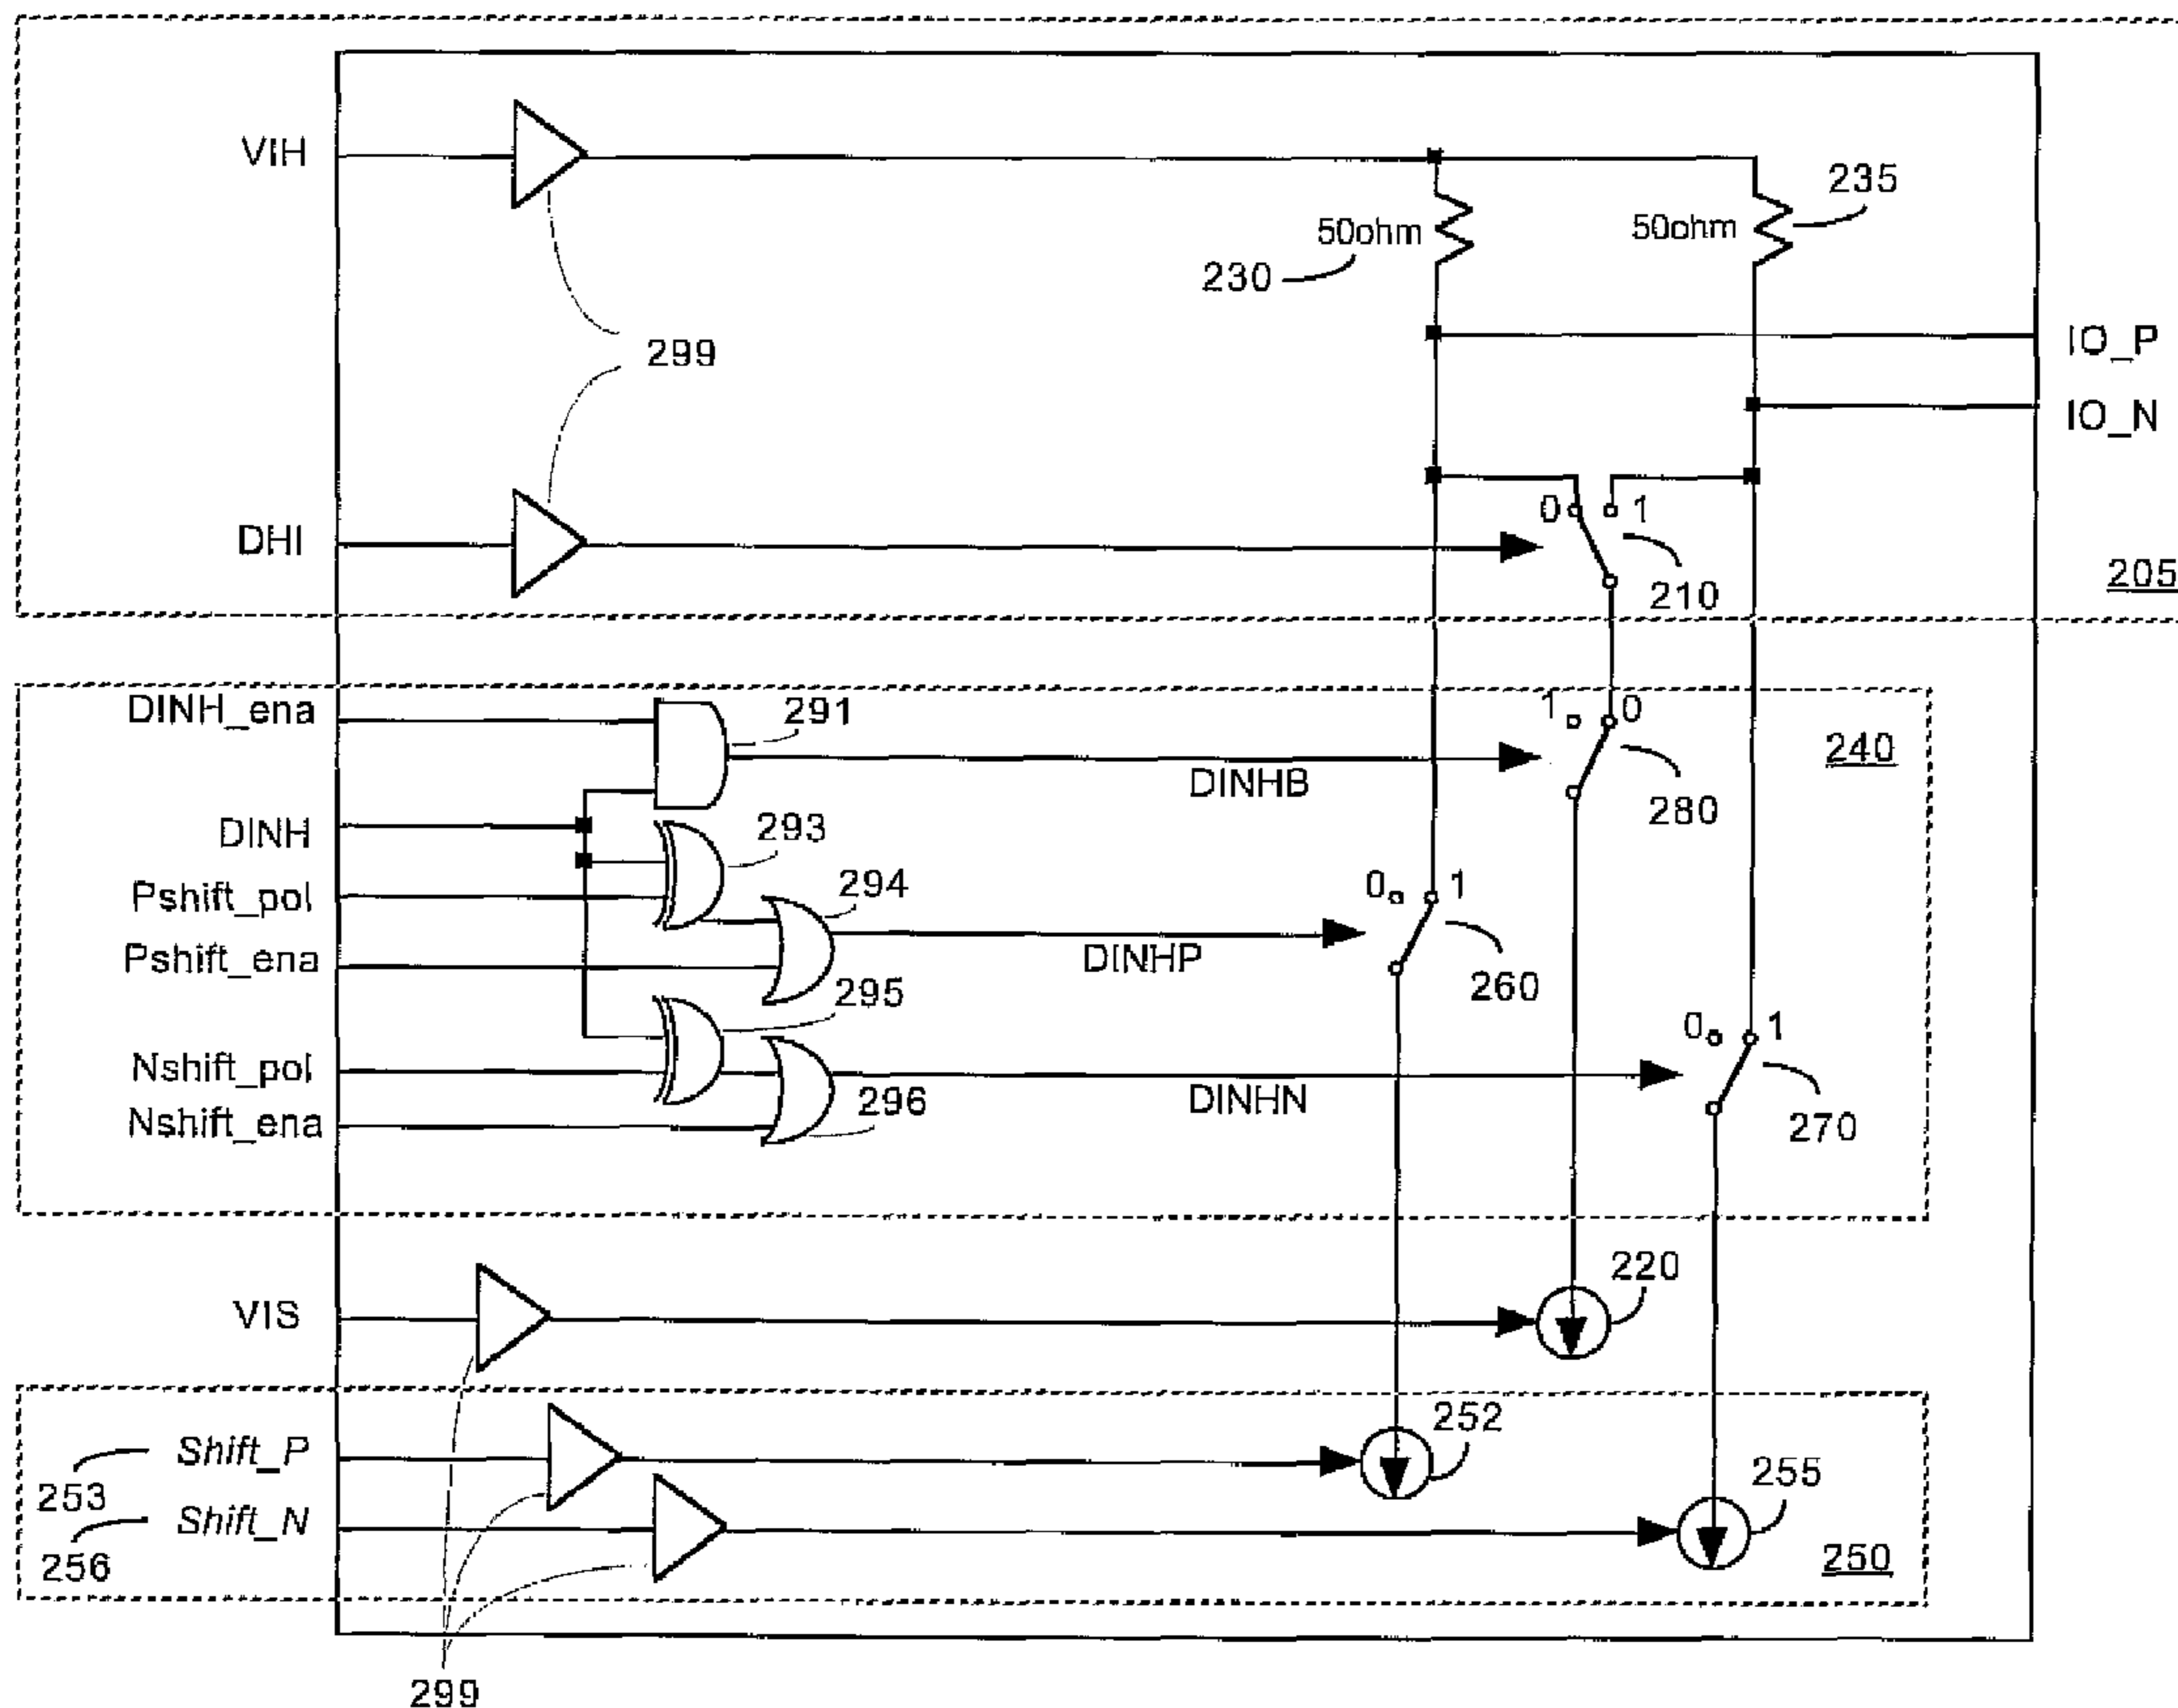 VIH
235
50ohm
50ohm
230
299
IO_P
IO_N
0 1
DHI
210
205
DINH_ena
291
1 0
240
DINHB
280
DINH
293
Pshift_pol
294
0 1
Pshift_ena
DINHP
260
295
0 1
Nshift_pol
296
DINHN
Nshift_ena
270
220
VIS
252
Shift_P
253
255
Shift_N
256
250
299